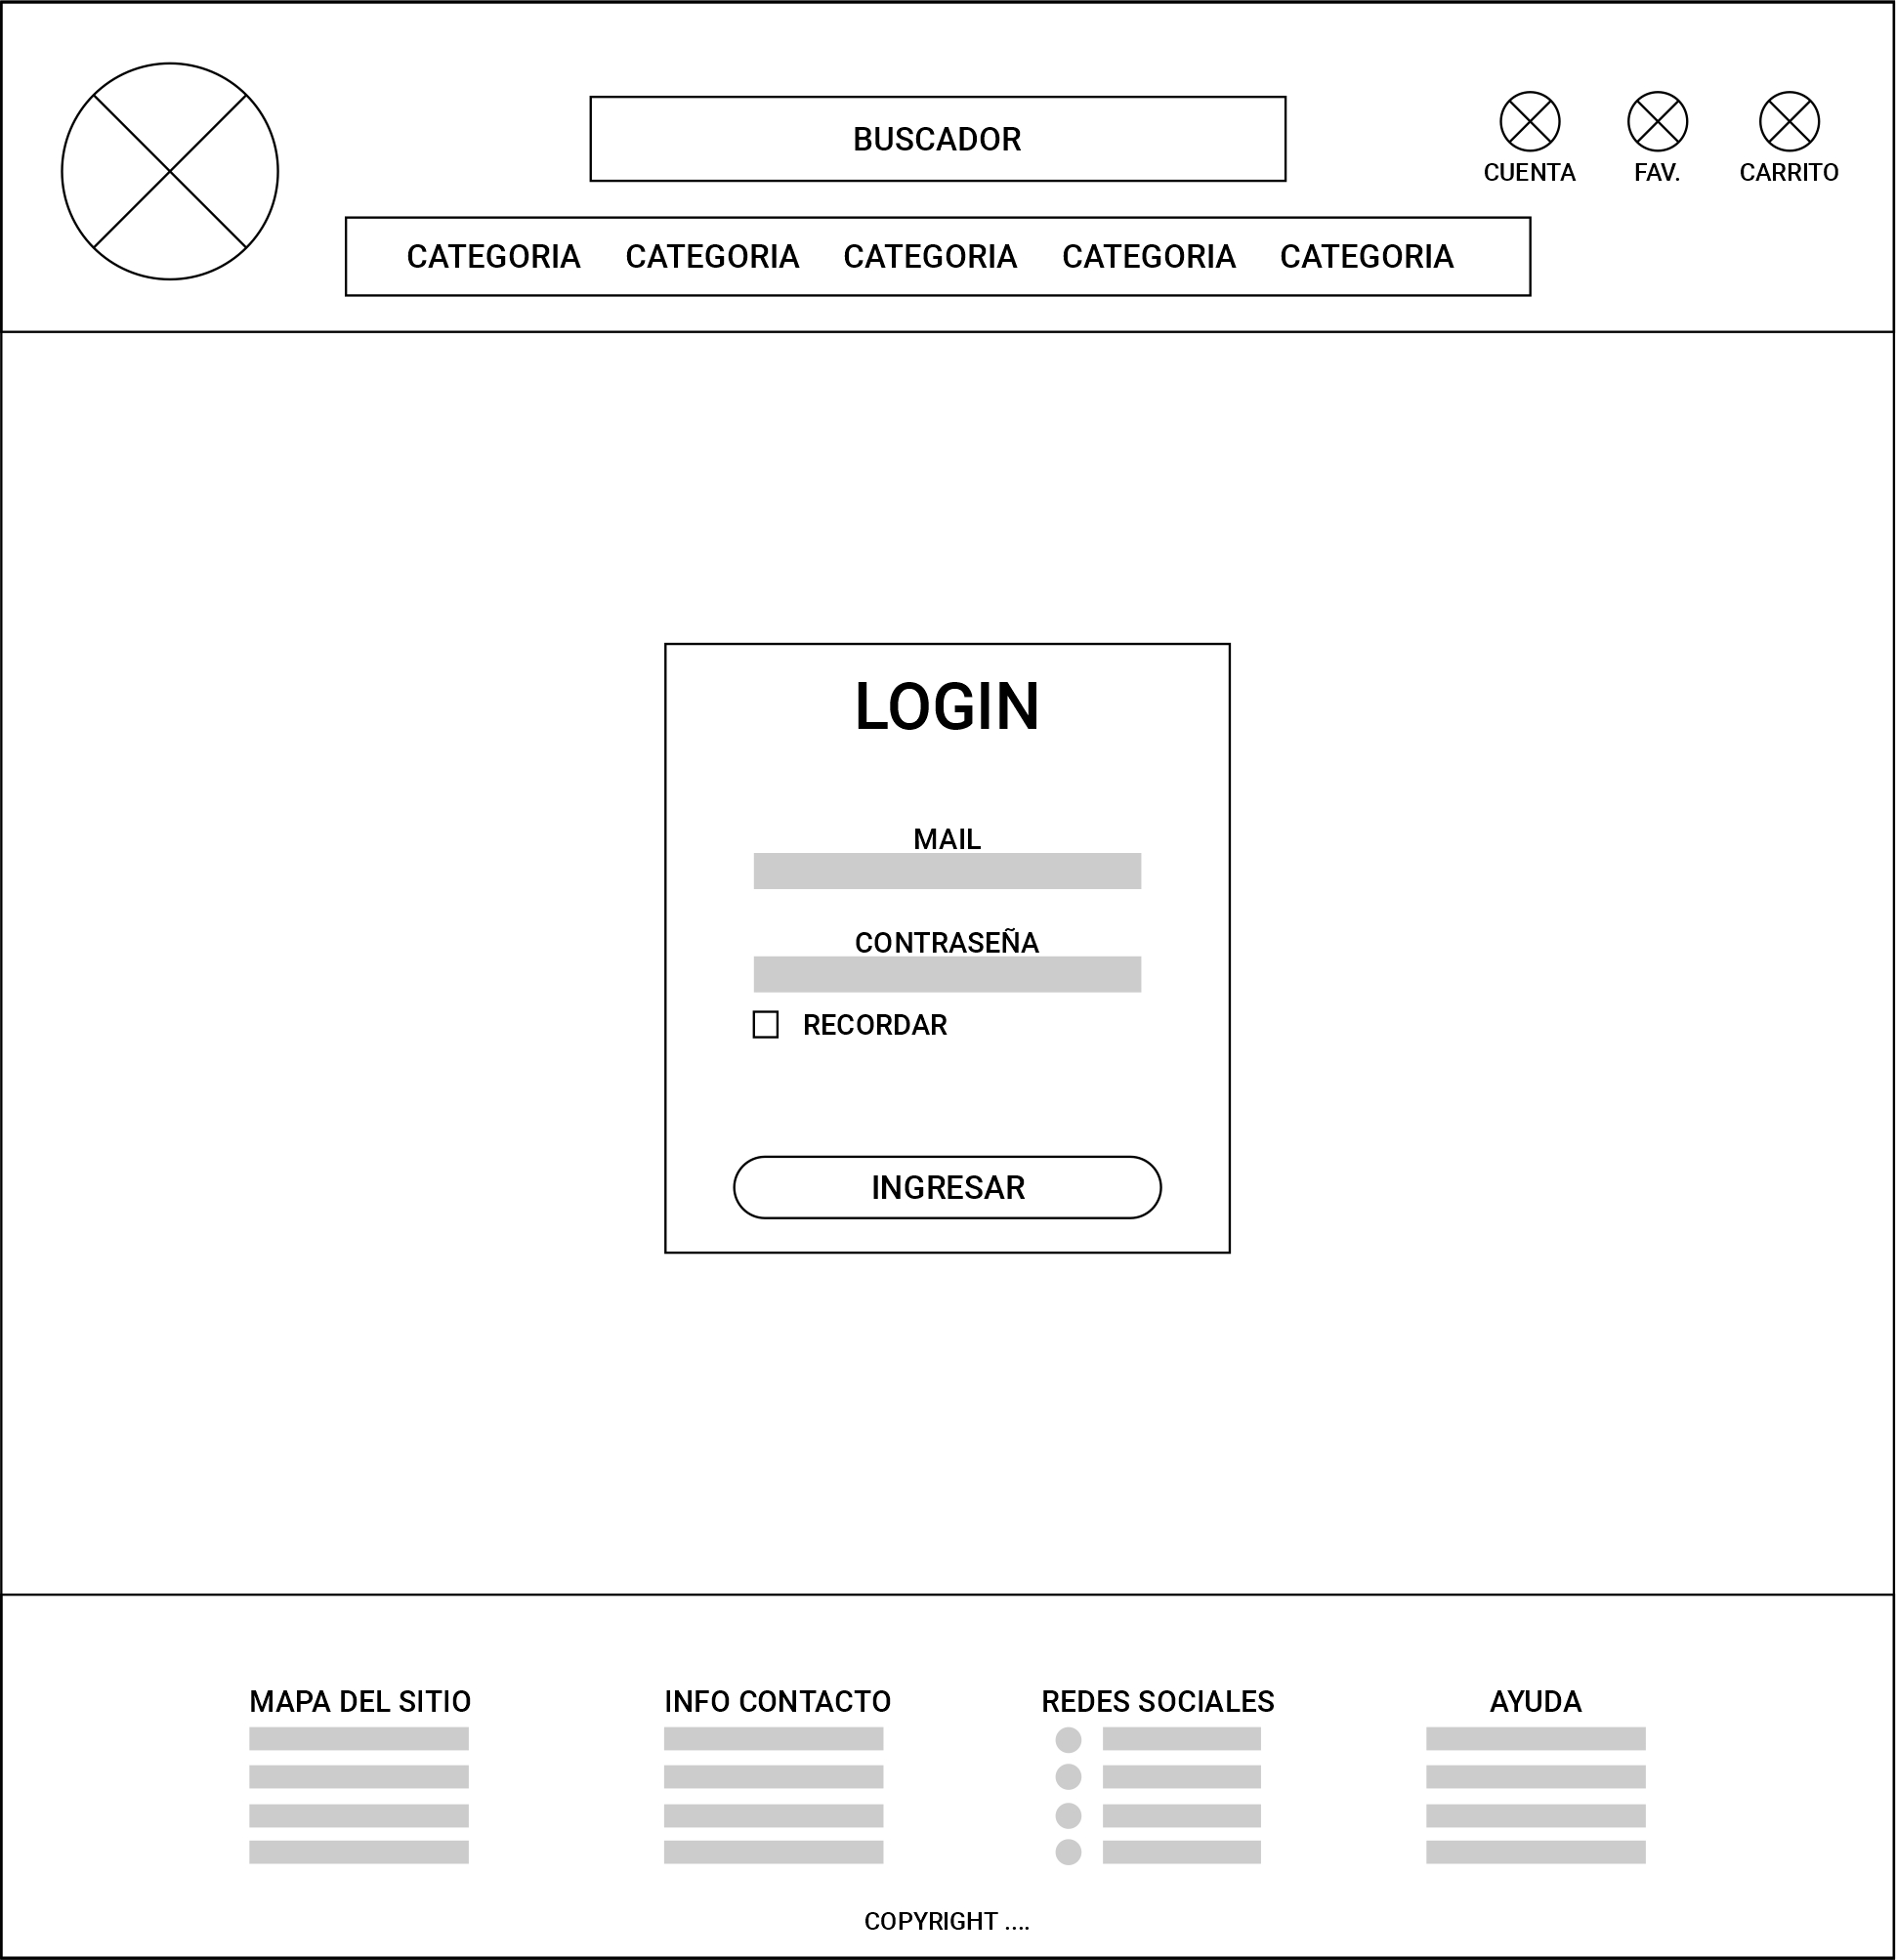 BUSCADOR
CUENTA FAV. CARRITO
CATEGORIA CATEGORIA CATEGORIA CATEGORIA CATEGORIA
LOGIN
MAIL
CONTRASEÑA
RECORDAR
INGRESAR
MAPA DEL SITIO INFO CONTACTO REDES SOCIALES AYUDA
COPYRIGHT ....